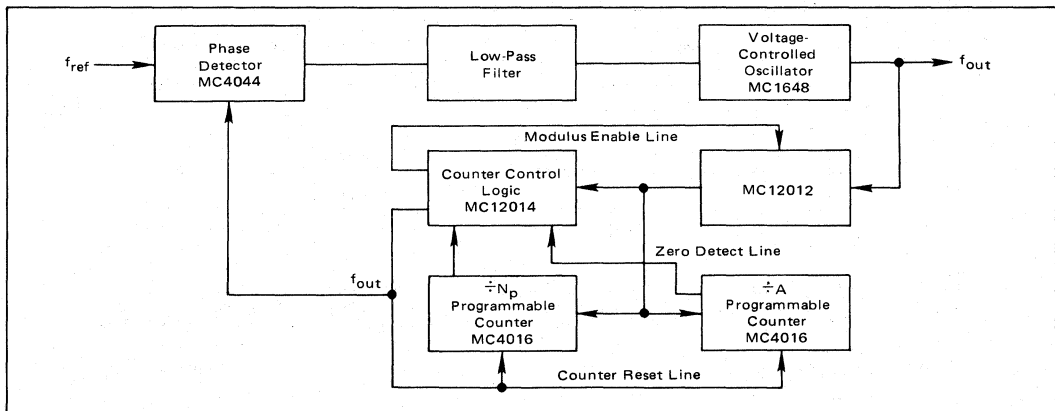 f_ref
Phase
Detector
MC4044
Low-Pass
Filter
Voltage-
Controlled
Oscillator
MC1648
f_out
Modulus Enable Line
Counter Control
Logic
MC12014
MC12012
Zero Detect Line
f_out
÷N_p
Programmable
Counter
MC4016
÷A
Programmable
Counter
MC4016
Counter Reset Line